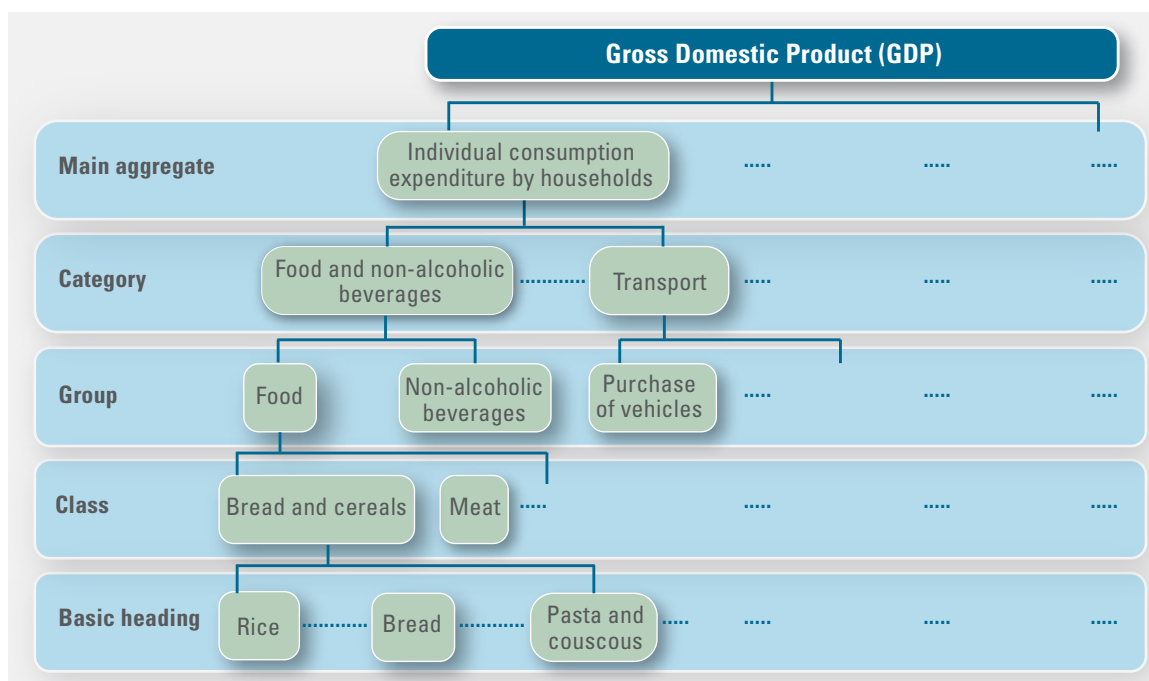 Gross Domestic Product (GDP)
Main aggregate
Individual consumption
expenditure by households
.....
.....
.....
Category
Food and non-alcoholic
beverages
............
Transport
.....
.....
.....
Group
Food
Non-alcoholic
beverages
Purchase
of vehicles
.....
.....
.....
Class
Bread and cereals
Meat
.....
.....
.....
.....
Basic heading
Rice
............
Bread
............
Pasta and
couscous
.....
.....
.....
.....